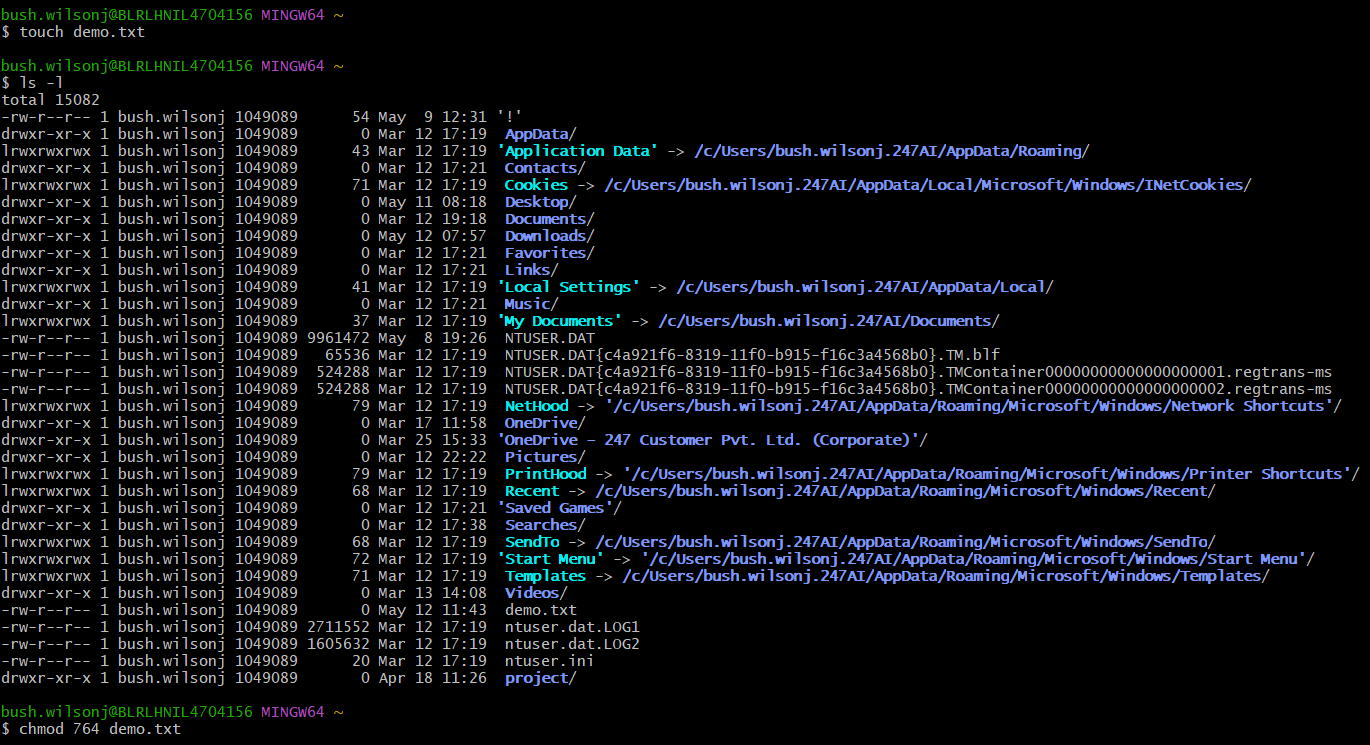 bush.wilsonj@BLRLHNIL4704156 MINGW64 ~
$ touch demo.txt
bush.wilsonj@BLRLHNIL4704156 MINGW64 ~
$ ls -l
total 15082
-rw-r--r-- 1 bush.wilsonj 1049089      54 May  9 12:31 '!'
drwxr-xr-x 1 bush.wilsonj 1049089       0 Mar 12 17:19  AppData/
lrwxrwxrwx 1 bush.wilsonj 1049089      43 Mar 12 17:19 'Application Data' -> /c/Users/bush.wilsonj.247AI/AppData/Roaming/
drwxr-xr-x 1 bush.wilsonj 1049089       0 Mar 12 17:21  Contacts/
lrwxrwxrwx 1 bush.wilsonj 1049089      71 Mar 12 17:19  Cookies -> /c/Users/bush.wilsonj.247AI/AppData/Local/Microsoft/Windows/INetCookies/
drwxr-xr-x 1 bush.wilsonj 1049089       0 May 11 08:18  Desktop/
drwxr-xr-x 1 bush.wilsonj 1049089       0 Mar 12 19:18  Documents/
drwxr-xr-x 1 bush.wilsonj 1049089       0 May 12 07:57  Downloads/
drwxr-xr-x 1 bush.wilsonj 1049089       0 Mar 12 17:21  Favorites/
drwxr-xr-x 1 bush.wilsonj 1049089       0 Mar 12 17:21  Links/
lrwxrwxrwx 1 bush.wilsonj 1049089      41 Mar 12 17:19 'Local Settings' -> /c/Users/bush.wilsonj.247AI/AppData/Local/
drwxr-xr-x 1 bush.wilsonj 1049089       0 Mar 12 17:21  Music/
lrwxrwxrwx 1 bush.wilsonj 1049089      37 Mar 12 17:19 'My Documents' -> /c/Users/bush.wilsonj.247AI/Documents/
-rw-r--r-- 1 bush.wilsonj 1049089 9961472 May  8 19:26  NTUSER.DAT
-rw-r--r-- 1 bush.wilsonj 1049089   65536 Mar 12 17:19  NTUSER.DAT{c4a921f6-8319-11f0-b915-f16c3a4568b0}.TM.blf
-rw-r--r-- 1 bush.wilsonj 1049089  524288 Mar 12 17:19  NTUSER.DAT{c4a921f6-8319-11f0-b915-f16c3a4568b0}.TMContainer00000000000000000001.regtrans-ms
-rw-r--r-- 1 bush.wilsonj 1049089  524288 Mar 12 17:19  NTUSER.DAT{c4a921f6-8319-11f0-b915-f16c3a4568b0}.TMContainer00000000000000000002.regtrans-ms
lrwxrwxrwx 1 bush.wilsonj 1049089      79 Mar 12 17:19  NetHood -> '/c/Users/bush.wilsonj.247AI/AppData/Roaming/Microsoft/Windows/Network Shortcuts'/
drwxr-xr-x 1 bush.wilsonj 1049089       0 Mar 17 11:58  OneDrive/
drwxr-xr-x 1 bush.wilsonj 1049089       0 Mar 25 15:33 'OneDrive - 247 Customer Pvt. Ltd. (Corporate)'/
drwxr-xr-x 1 bush.wilsonj 1049089       0 Mar 12 22:22  Pictures/
lrwxrwxrwx 1 bush.wilsonj 1049089      79 Mar 12 17:19  PrintHood -> '/c/Users/bush.wilsonj.247AI/AppData/Roaming/Microsoft/Windows/Printer Shortcuts'/
lrwxrwxrwx 1 bush.wilsonj 1049089      68 Mar 12 17:19  Recent -> /c/Users/bush.wilsonj.247AI/AppData/Roaming/Microsoft/Windows/Recent/
drwxr-xr-x 1 bush.wilsonj 1049089       0 Mar 12 17:21 'Saved Games'/
drwxr-xr-x 1 bush.wilsonj 1049089       0 Mar 12 17:38  Searches/
lrwxrwxrwx 1 bush.wilsonj 1049089      68 Mar 12 17:19  SendTo -> /c/Users/bush.wilsonj.247AI/AppData/Roaming/Microsoft/Windows/SendTo/
lrwxrwxrwx 1 bush.wilsonj 1049089      72 Mar 12 17:19 'Start Menu' -> '/c/Users/bush.wilsonj.247AI/AppData/Roaming/Microsoft/Windows/Start Menu'/
lrwxrwxrwx 1 bush.wilsonj 1049089      71 Mar 12 17:19  Templates -> /c/Users/bush.wilsonj.247AI/AppData/Roaming/Microsoft/Windows/Templates/
drwxr-xr-x 1 bush.wilsonj 1049089       0 Mar 13 14:08  Videos/
-rw-r--r-- 1 bush.wilsonj 1049089       0 May 12 11:43  demo.txt
-rw-r--r-- 1 bush.wilsonj 1049089 2711552 Mar 12 17:19  ntuser.dat.LOG1
-rw-r--r-- 1 bush.wilsonj 1049089 1605632 Mar 12 17:19  ntuser.dat.LOG2
-rw-r--r-- 1 bush.wilsonj 1049089      20 Mar 12 17:19  ntuser.ini
drwxr-xr-x 1 bush.wilsonj 1049089       0 Apr 18 11:26  project/
bush.wilsonj@BLRLHNIL4704156 MINGW64 ~
$ chmod 764 demo.txt